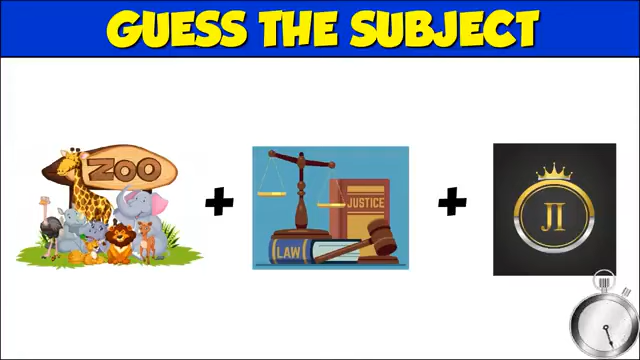 GUESS THE SUBJECT
ZOO
+
+
JUSTICE
LAW
JI